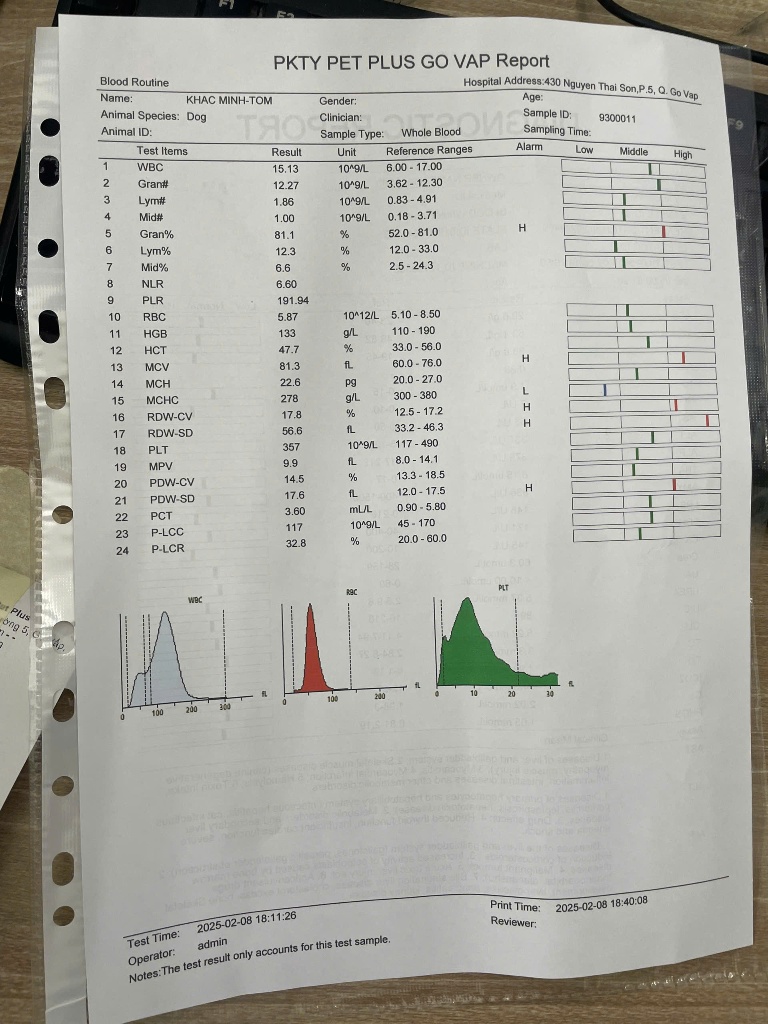 F1
F2
F9
PKTY PET PLUS GO VAP Report
Blood Routine Hospital Address:430 Nguyen Thai Son,P.5, Q. Go Vap
Name: KHAC MINH-TOM Gender: Age:
Animal Species: Dog Clinician: Sample ID: 9300011
Animal ID: Sample Type: Whole Blood Sampling Time:
Test Items Result Unit Reference Ranges Alarm Low Middle High
1 WBC 15.13 10^9/L 6.00 - 17.00
2 Gran# 12.27 10^9/L 3.62 - 12.30
3 Lym# 1.86 10^9/L 0.83 - 4.91
4 Mid# 1.00 10^9/L 0.18 - 3.71
5 Gran% 81.1 % 52.0 - 81.0 H
6 Lym% 12.3 % 12.0 - 33.0
7 Mid% 6.6 % 2.5 - 24.3
8 NLR 6.60
9 PLR 191.94
10 RBC 5.87 10^12/L 5.10 - 8.50
11 HGB 133 g/L 110 - 190
12 HCT 47.7 % 33.0 - 56.0
13 MCV 81.3 fL 60.0 - 76.0 H
14 MCH 22.6 pg 20.0 - 27.0
15 MCHC 278 g/L 300 - 380 L
16 RDW-CV 17.8 % 12.5 - 17.2 H
17 RDW-SD 56.6 fL 33.2 - 46.3 H
18 PLT 357 10^9/L 117 - 490
19 MPV 9.9 fL 8.0 - 14.1
20 PDW-CV 14.5 % 13.3 - 18.5
21 PDW-SD 17.6 fL 12.0 - 17.5 H
22 PCT 3.60 mL/L 0.90 - 5.80
23 P-LCC 117 10^9/L 45 - 170
24 P-LCR 32.8 % 20.0 - 60.0
WBC RBC PLT
0 100 200 300 fL 0 100 200 fL 0 10 20 30 fL
Plus
Test Time: 2025-02-08 18:11:26 Print Time: 2025-02-08 18:40:08
Operator: admin Reviewer:
Notes:The test result only accounts for this test sample.